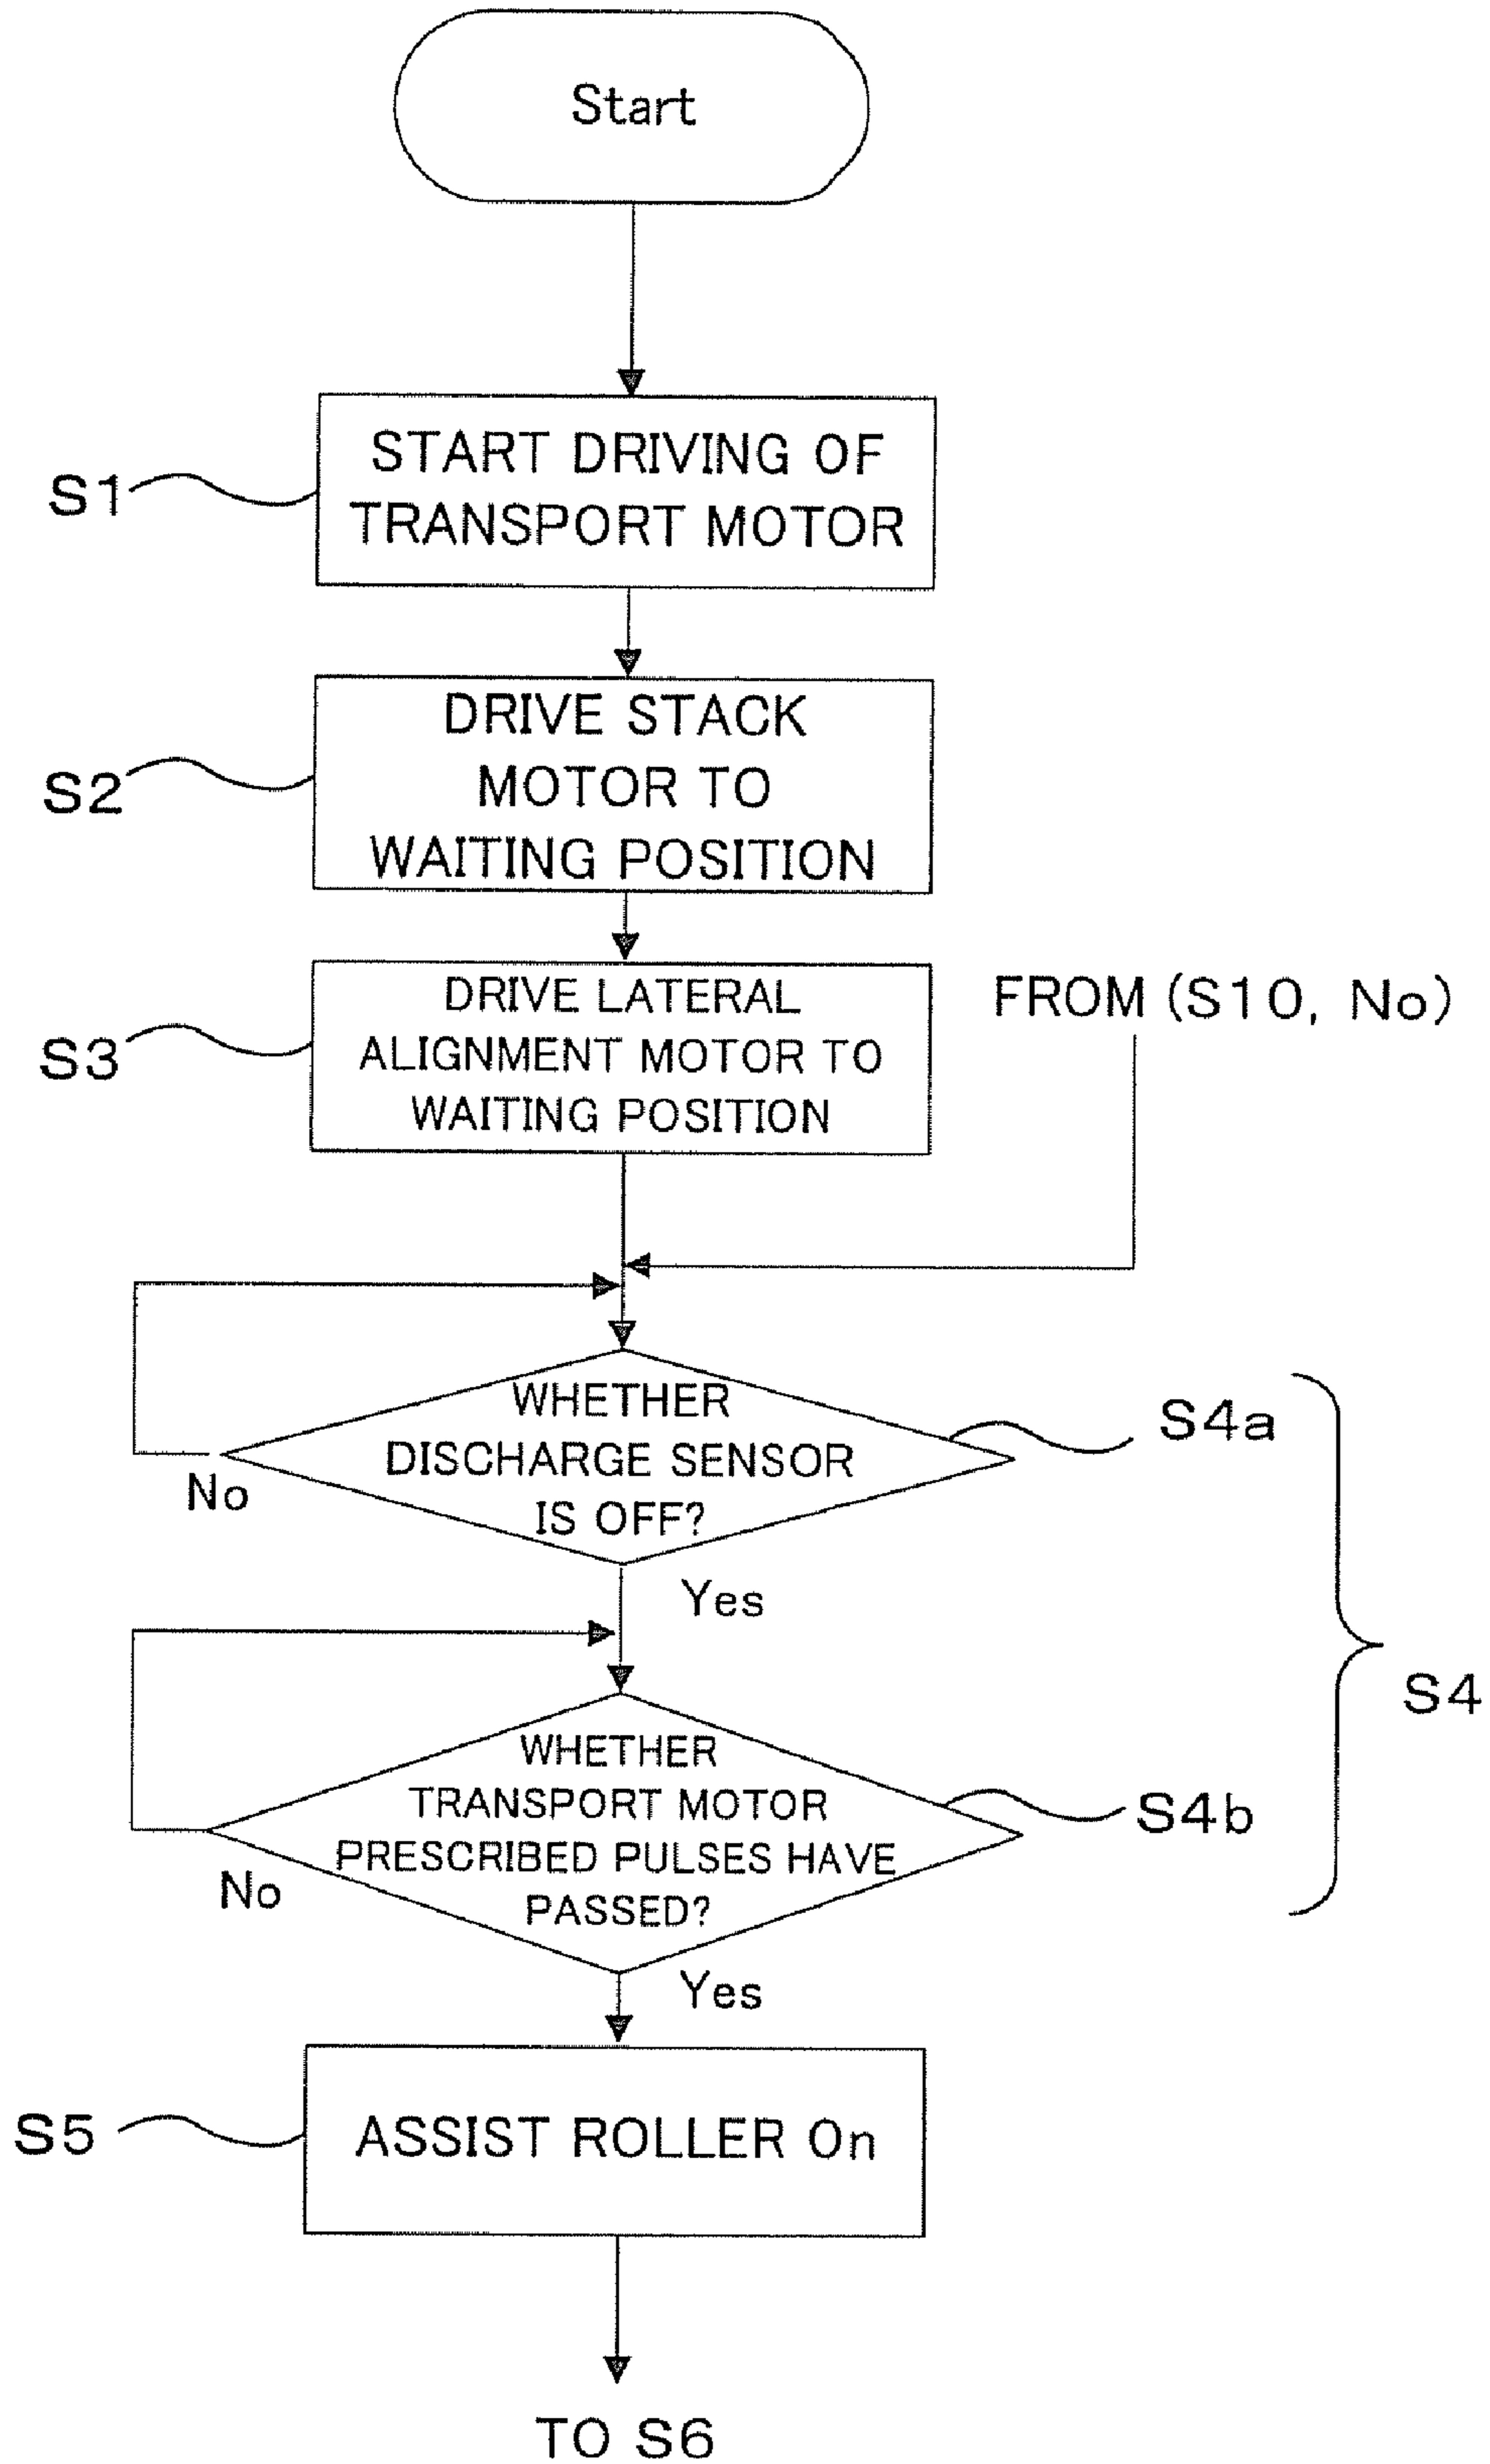 Start
S1
START DRIVING OF
TRANSPORT MOTOR
S2
DRIVE STACK
MOTOR TO
WAITING POSITION
S3
DRIVE LATERAL
ALIGNMENT MOTOR TO
WAITING POSITION
FROM (S10, No)
WHETHER
DISCHARGE SENSOR
IS OFF?
S4a
No
Yes
S4
WHETHER
TRANSPORT MOTOR
PRESCRIBED PULSES HAVE
PASSED?
S4b
No
Yes
S5
ASSIST ROLLER On
TO S6